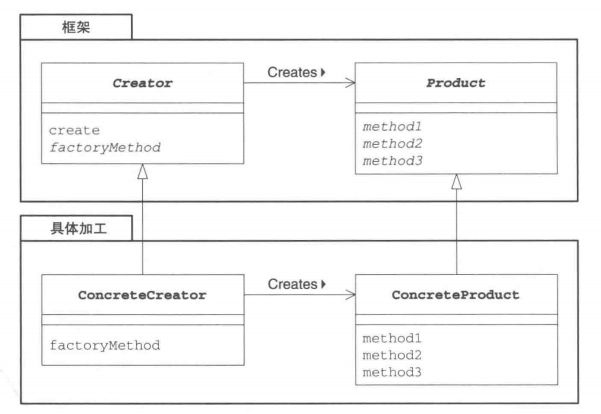 框架
Creator
Creates
Product
create
factoryMethod
method1
method2
method3
具体加工
ConcreteCreator
Creates
ConcreteProduct
factoryMethod
method1
method2
method3